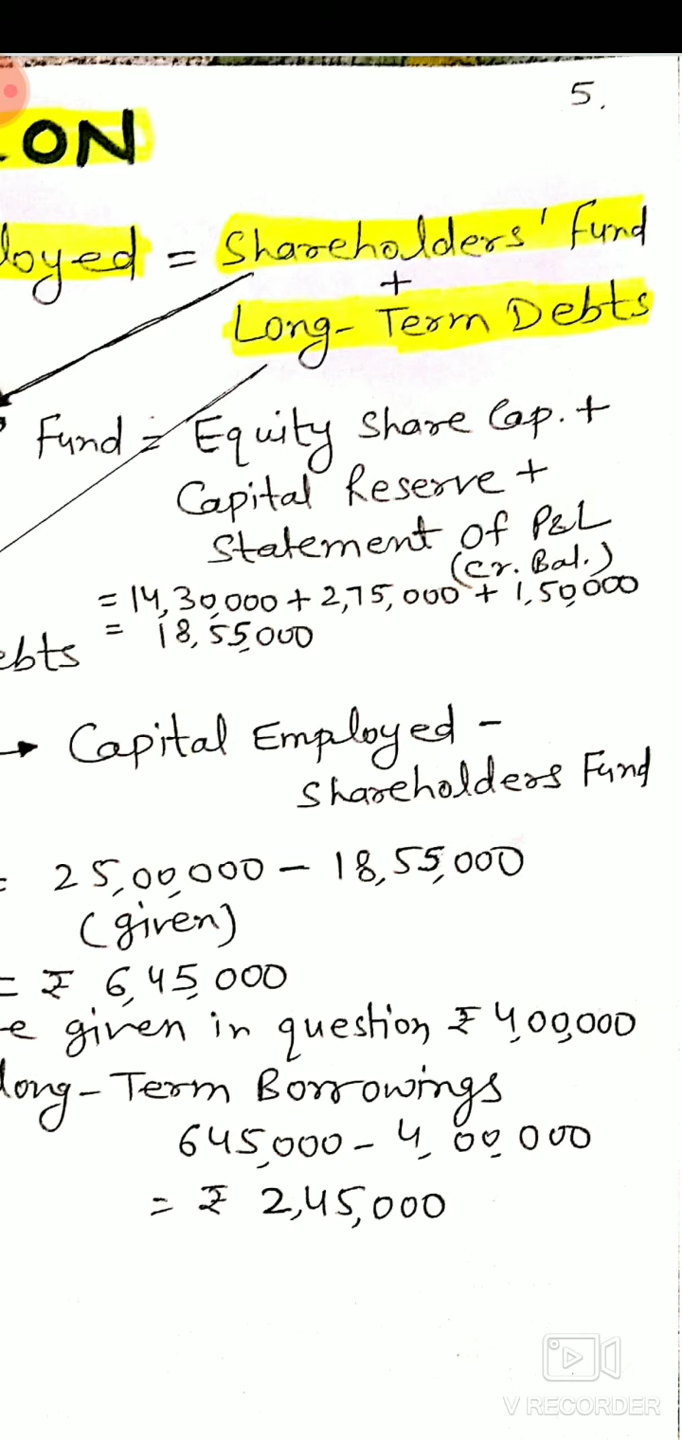 5.
ON
loyed = Shareholders' Fund
+
Long-Term Debts
Fund = Equity Share Cap. +
Capital Reserve +
Statement of P&L
(Cr. Bal.)
= 14,30,000 + 2,75,000 + 1,50,000
= 18,55,000
ebts
→ Capital Employed -
Shareholders Fund
= 25,00,000 - 18,55,000
(given)
= ₹ 6,45,000
e given in question ₹ 4,00,000
long-Term Borrowings
645,000 - 4,00,000
= ₹ 2,45,000
V RECORDER